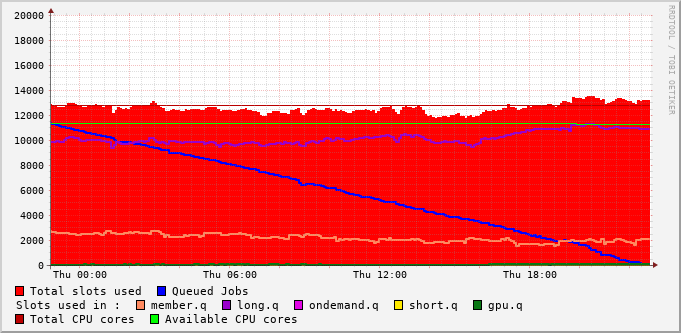 RRDTOOL / TOBI OETIKER
20000
18000
16000
14000
12000
10000
8000
6000
4000
2000
0
Thu 00:00 Thu 06:00 Thu 12:00 Thu 18:00
Total slots used Queued Jobs
Slots used in : member.q long.q ondemand.q short.q gpu.q
Total CPU cores Available CPU cores